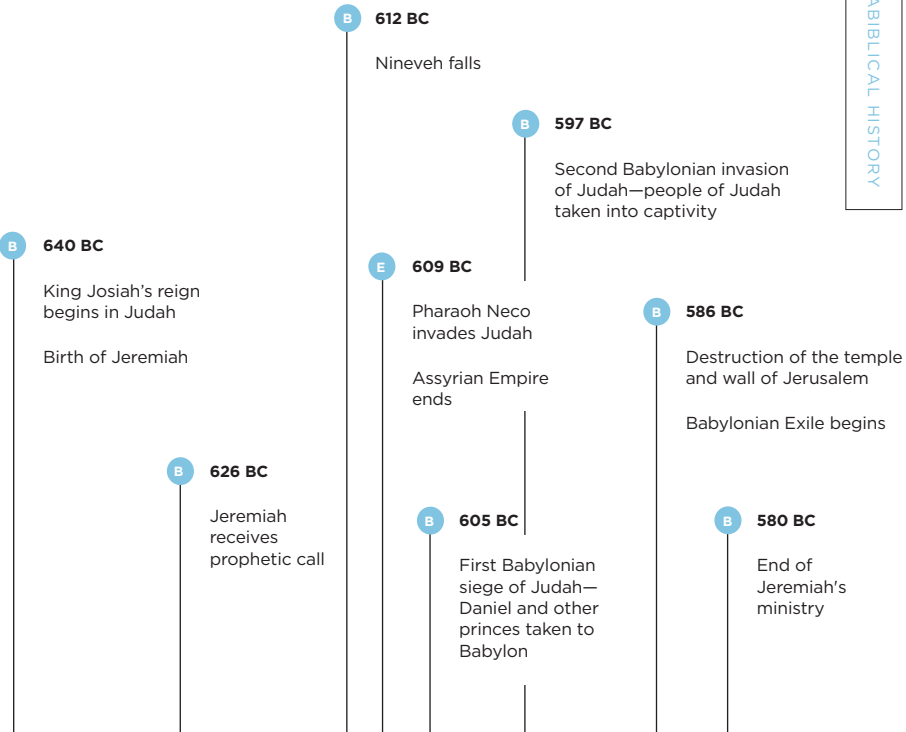 B 612 BC
Nineveh falls
B 597 BC
Second Babylonian invasion
of Judah—people of Judah
taken into captivity
B 640 BC
King Josiah’s reign
begins in Judah
Birth of Jeremiah
E 609 BC
Pharaoh Neco
invades Judah
Assyrian Empire
ends
B 586 BC
Destruction of the temple
and wall of Jerusalem
Babylonian Exile begins
B 626 BC
Jeremiah
receives
prophetic call
B 605 BC
First Babylonian
siege of Judah—
Daniel and other
princes taken to
Babylon
B 580 BC
End of
Jeremiah's
ministry
ABIBLICAL HISTORY